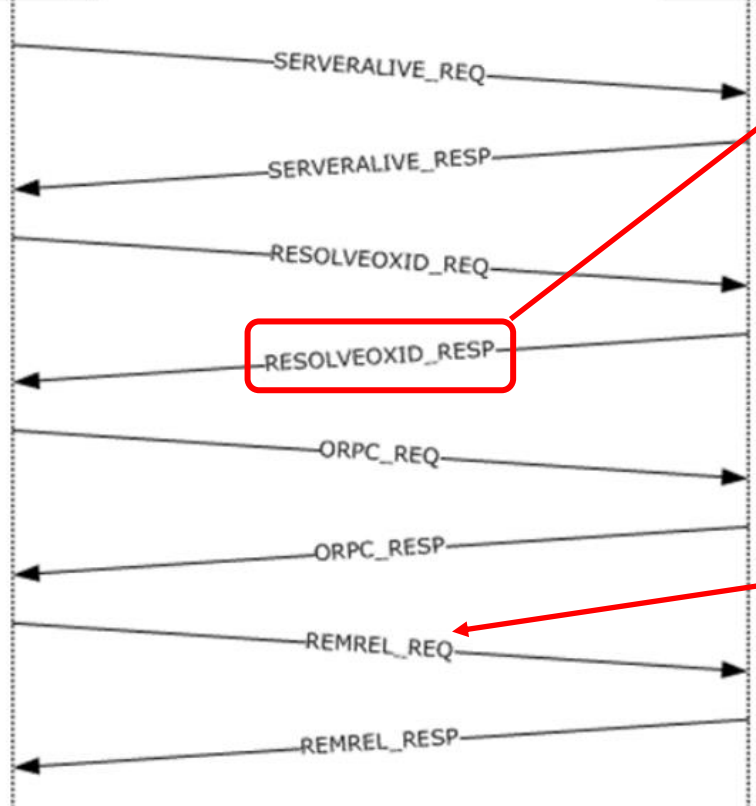 SERVERALIVE_REQ
SERVERALIVE_RESP
RESOLVEOXID_REQ
RESOLVEOXID_RESP
ORPC_REQ
ORPC_RESP
REMREL_REQ
REMREL_RESP